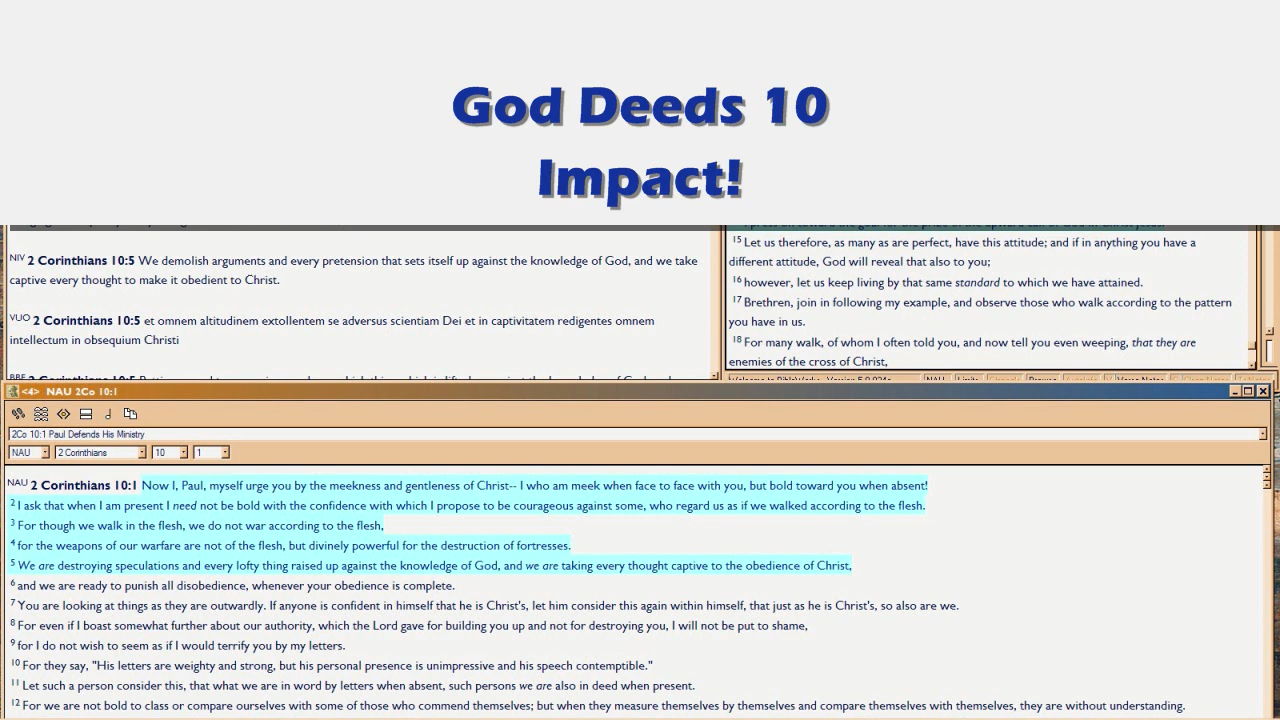 God Deeds 10
Impact!
NIV 2 Corinthians 10:5 We demolish arguments and every pretension that sets itself up against the knowledge of God, and we take
captive every thought to make it obedient to Christ.
VUO 2 Corinthians 10:5 et omnem altitudinem extollentem se adversus scientiam Dei et in captivitatem redigentes omnem
intellectum in obsequium Christi
15 Let us therefore, as many as are perfect, have this attitude; and if in anything you have a
different attitude, God will reveal that also to you;
16 however, let us keep living by that same standard to which we have attained.
17 Brethren, join in following my example, and observe those who walk according to the pattern
you have in us.
18 For many walk, of whom I often told you, and now tell you even weeping, that they are
enemies of the cross of Christ,
<4> NAU 2Co 10:1
2Co 10:1 Paul Defends His Ministry
NAU 2 Corinthians 10 1
NAU 2 Corinthians 10:1 Now I, Paul, myself urge you by the meekness and gentleness of Christ-- I who am meek when face to face with you, but bold toward you when absent!
2 I ask that when I am present I need not be bold with the confidence with which I propose to be courageous against some, who regard us as if we walked according to the flesh.
3 For though we walk in the flesh, we do not war according to the flesh,
4 for the weapons of our warfare are not of the flesh, but divinely powerful for the destruction of fortresses.
5 We are destroying speculations and every lofty thing raised up against the knowledge of God, and we are taking every thought captive to the obedience of Christ,
6 and we are ready to punish all disobedience, whenever your obedience is complete.
7 You are looking at things as they are outwardly. If anyone is confident in himself that he is Christ's, let him consider this again within himself, that just as he is Christ's, so also are we.
8 For even if I boast somewhat further about our authority, which the Lord gave for building you up and not for destroying you, I will not be put to shame,
9 for I do not wish to seem as if I would terrify you by my letters.
10 For they say, "His letters are weighty and strong, but his personal presence is unimpressive and his speech contemptible."
11 Let such a person consider this, that what we are in word by letters when absent, such persons we are also in deed when present.
12 For we are not bold to class or compare ourselves with some of those who commend themselves; but when they measure themselves by themselves and compare themselves with themselves, they are without understanding.